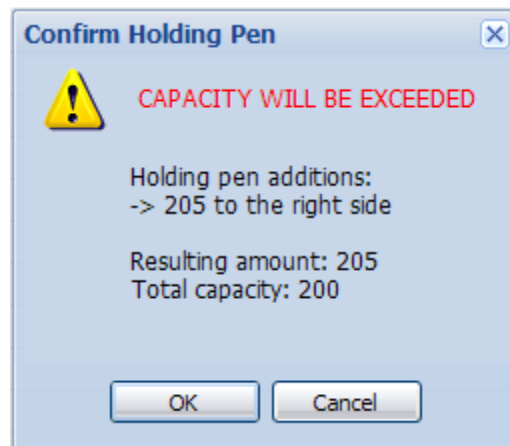 Confirm Holding Pen
CAPACITY WILL BE EXCEEDED
Holding pen additions:
-> 205 to the right side
Resulting amount: 205
Total capacity: 200
OK
Cancel